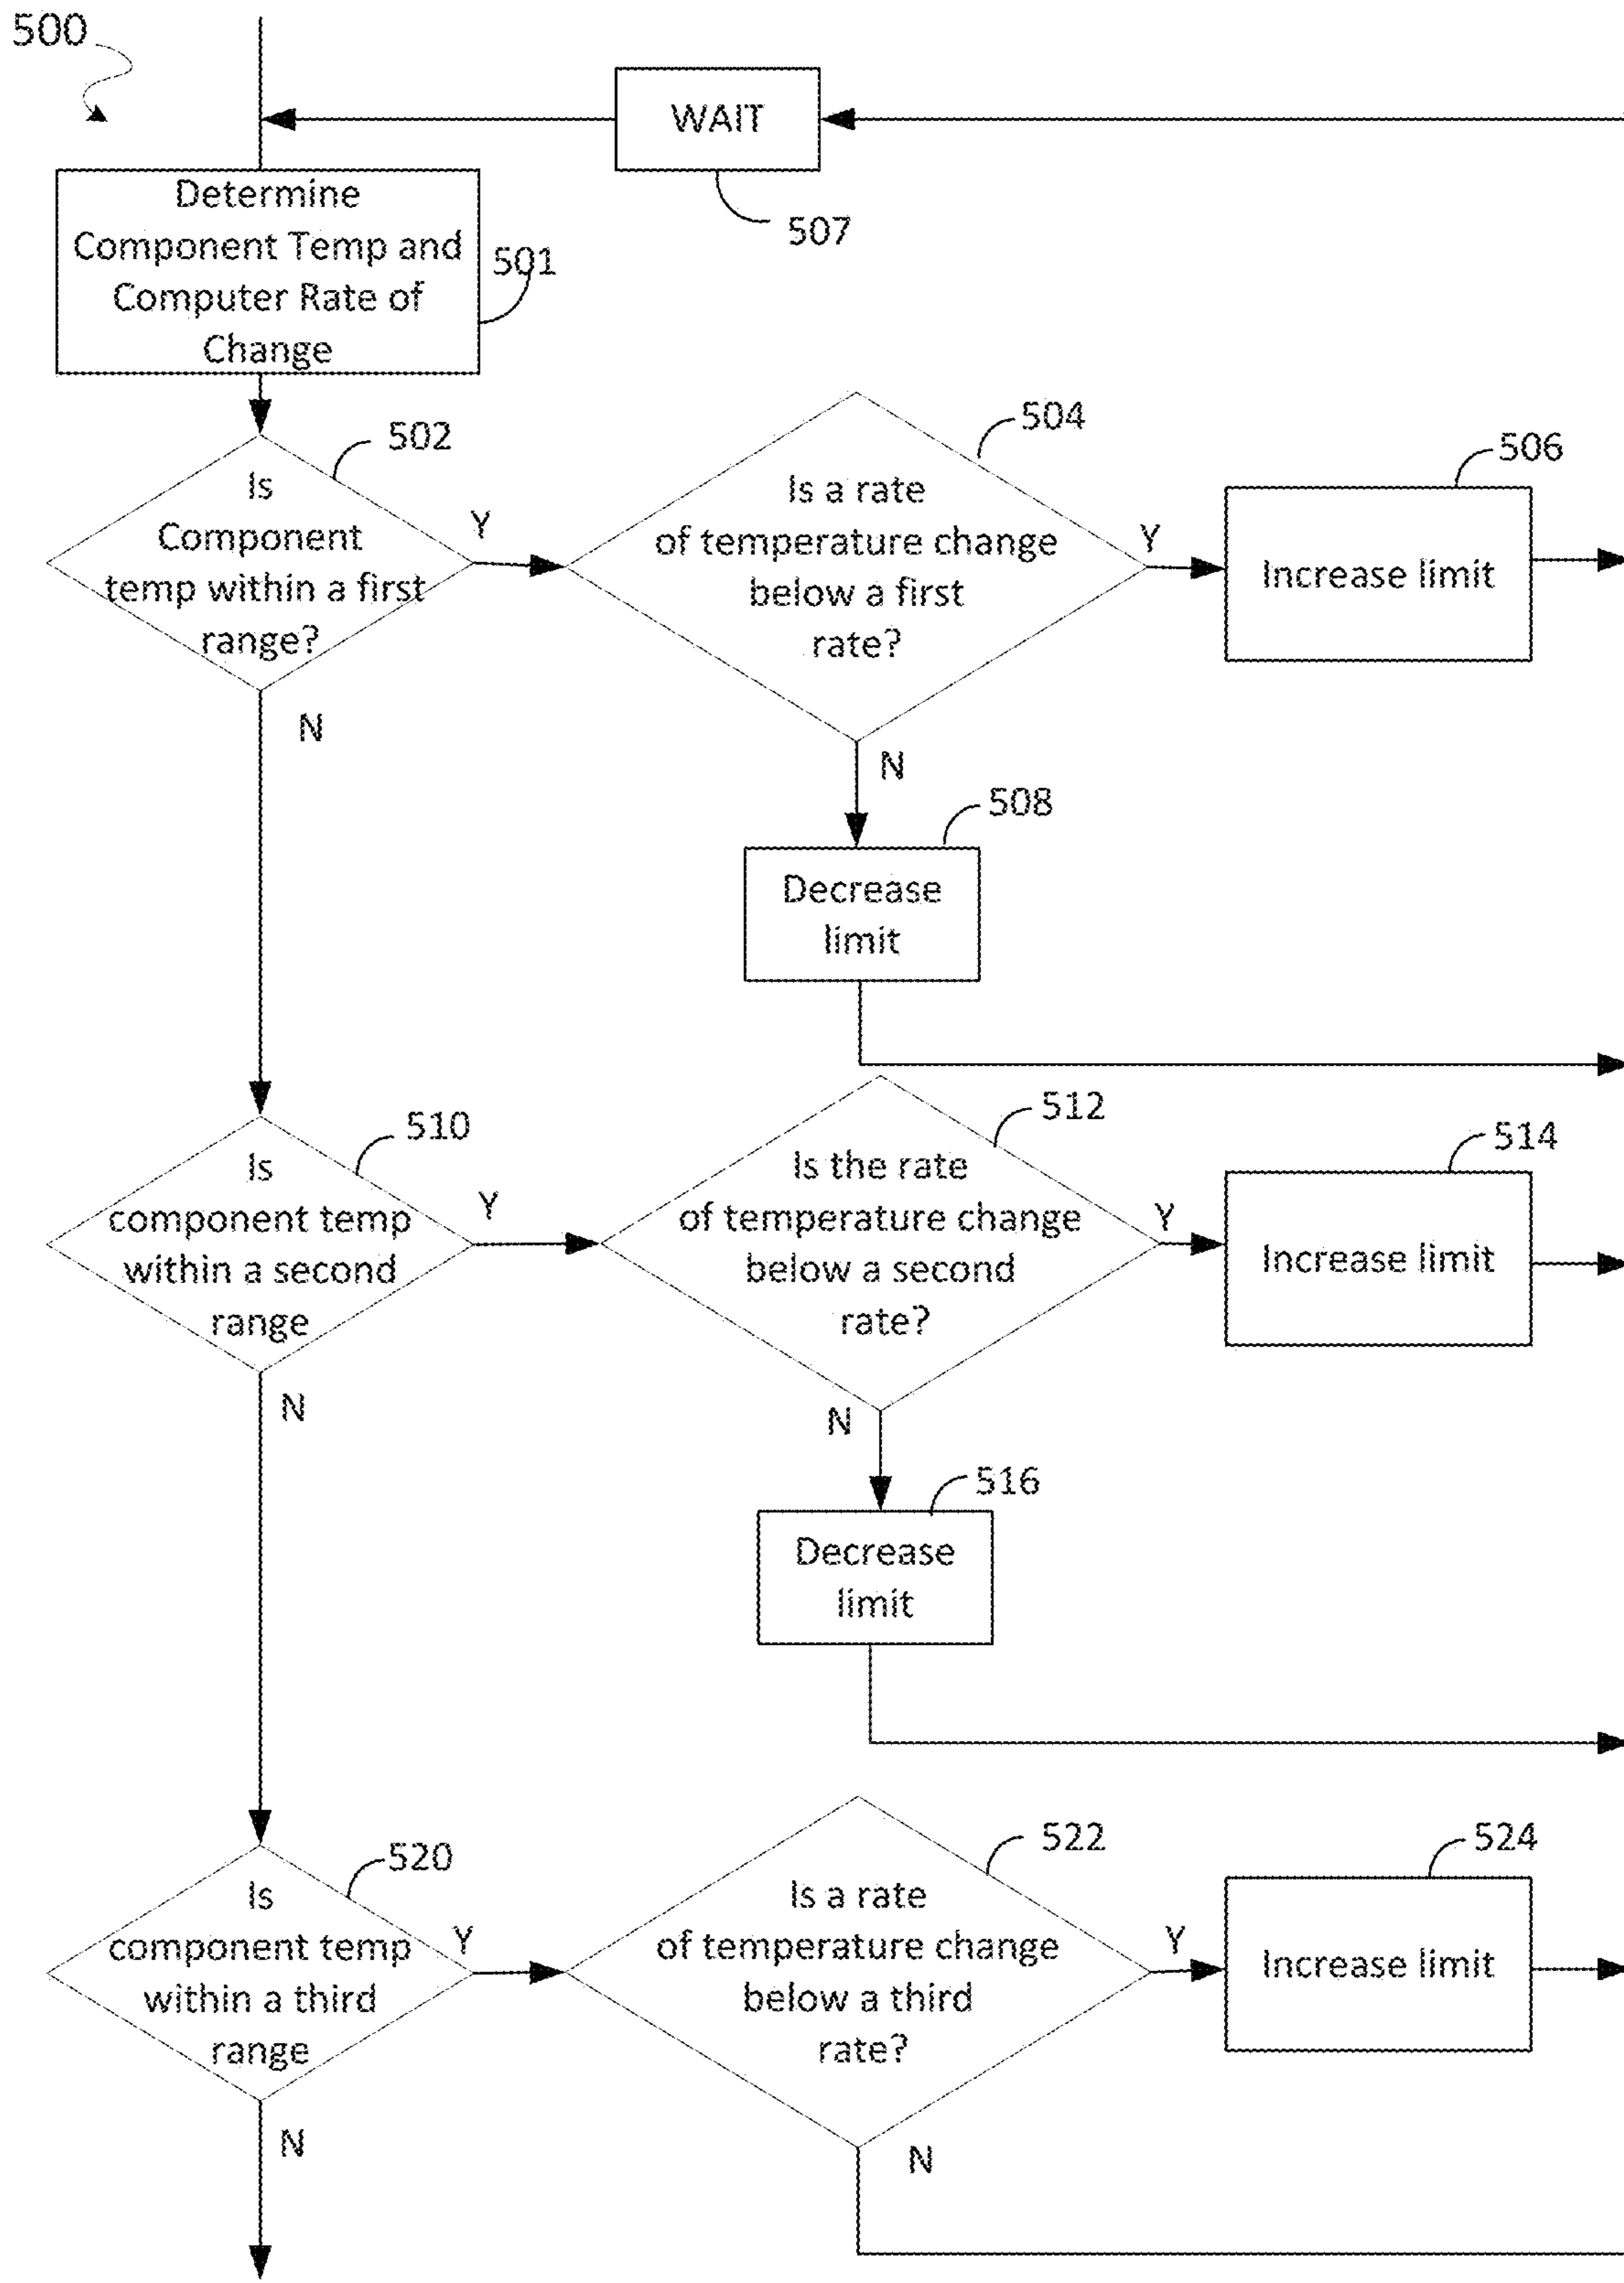 500
WAIT
507
Determine
Component Temp and
Computer Rate of
Change
501
502
Is
Component
temp within a first
range?
Y
N
504
Is a rate
of temperature change
below a first
rate?
Y
N
506
Increase limit
508
Decrease
limit
510
Is
component temp
within a second
range
Y
N
512
Is the rate
of temperature change
below a second
rate?
Y
N
514
Increase limit
516
Decrease
limit
520
Is
component temp
within a third
range
Y
N
522
Is a rate
of temperature change
below a third
rate?
Y
N
524
Increase limit